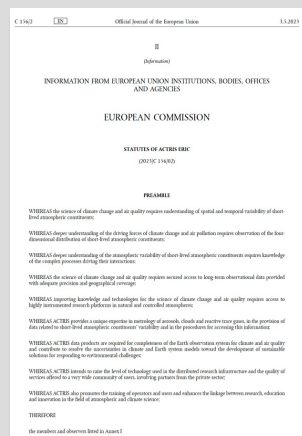 C 156/2
EN
Official Journal of the European Union
3.5.2023
II
(Information)
INFORMATION FROM EUROPEAN UNION INSTITUTIONS, BODIES, OFFICES
AND AGENCIES
EUROPEAN COMMISSION
STATUTES OF ACTRIS ERIC
(2023/C 156/02)
PREAMBLE
WHEREAS the science of climate change and air quality requires understanding of spatial and temporal variability of short-
lived atmospheric constituents;
WHEREAS deeper understanding of the driving forces of climate change and air pollution requires observation of the four-
dimensional distribution of short-lived atmospheric constituents;
WHEREAS deeper understanding of the atmospheric variability of short-lived atmospheric constituents requires knowledge
of the complex processes driving their interactions;
WHEREAS the science of climate change and air quality requires secured access to long-term observational data provided
with adequate precision and geographical coverage;
WHEREAS improving knowledge and technologies for the science of climate change and air quality requires access to
highly instrumented research platforms in natural and controlled atmospheres;
WHEREAS ACTRIS provides a unique expertise in metrology of aerosols, clouds and reactive trace gases, in the provision of
data related to short-lived atmospheric constituents' variability and in the procedures for accessing this information;
WHEREAS ACTRIS data products are required for completeness of the Earth observation system for climate and air quality
and contribute to resolve the uncertainties in climate and Earth system models toward the development of sustainable
solutions for responding to environmental challenges;
WHEREAS ACTRIS intends to raise the level of technology used in the distributed research infrastructure and the quality of
services offered to a very wide community of users, involving partners from the private sector;
WHEREAS ACTRIS also promotes the training of operators and users and enhances the linkage between research, education
and innovation in the field of atmospheric and climate science;
THEREFORE
the members and observers listed in Annex I